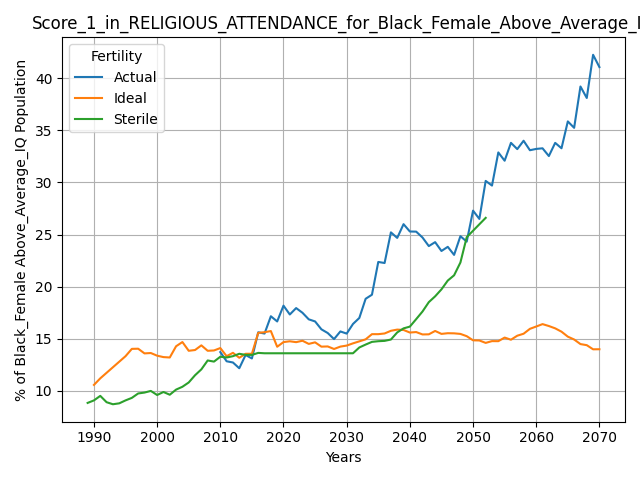 Score_1_in_RELIGIOUS_ATTENDANCE_for_Black_Female_Above_Average_I
% of Black_Female Above_Average_IQ Population
Fertility
Actual
Ideal
Sterile
40
35
30
25
20
15
10
1990 2000 2010 2020 2030 2040 2050 2060 2070
Years